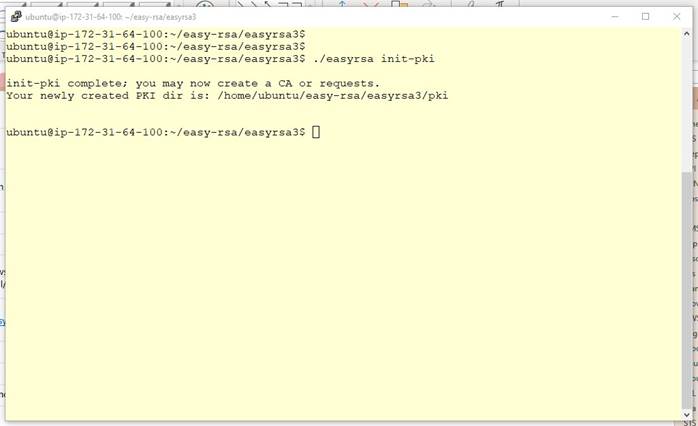 ubuntu@ip-172-31-64-100: ~/easy-rsa/easyrsa3
ubuntu@ip-172-31-64-100:~/easy-rsa/easyrsa3$
ubuntu@ip-172-31-64-100:~/easy-rsa/easyrsa3$
ubuntu@ip-172-31-64-100:~/easy-rsa/easyrsa3$ ./easyrsa init-pki
init-pki complete; you may now create a CA or requests.
Your newly created PKI dir is: /home/ubuntu/easy-rsa/easyrsa3/pki
ubuntu@ip-172-31-64-100:~/easy-rsa/easyrsa3$